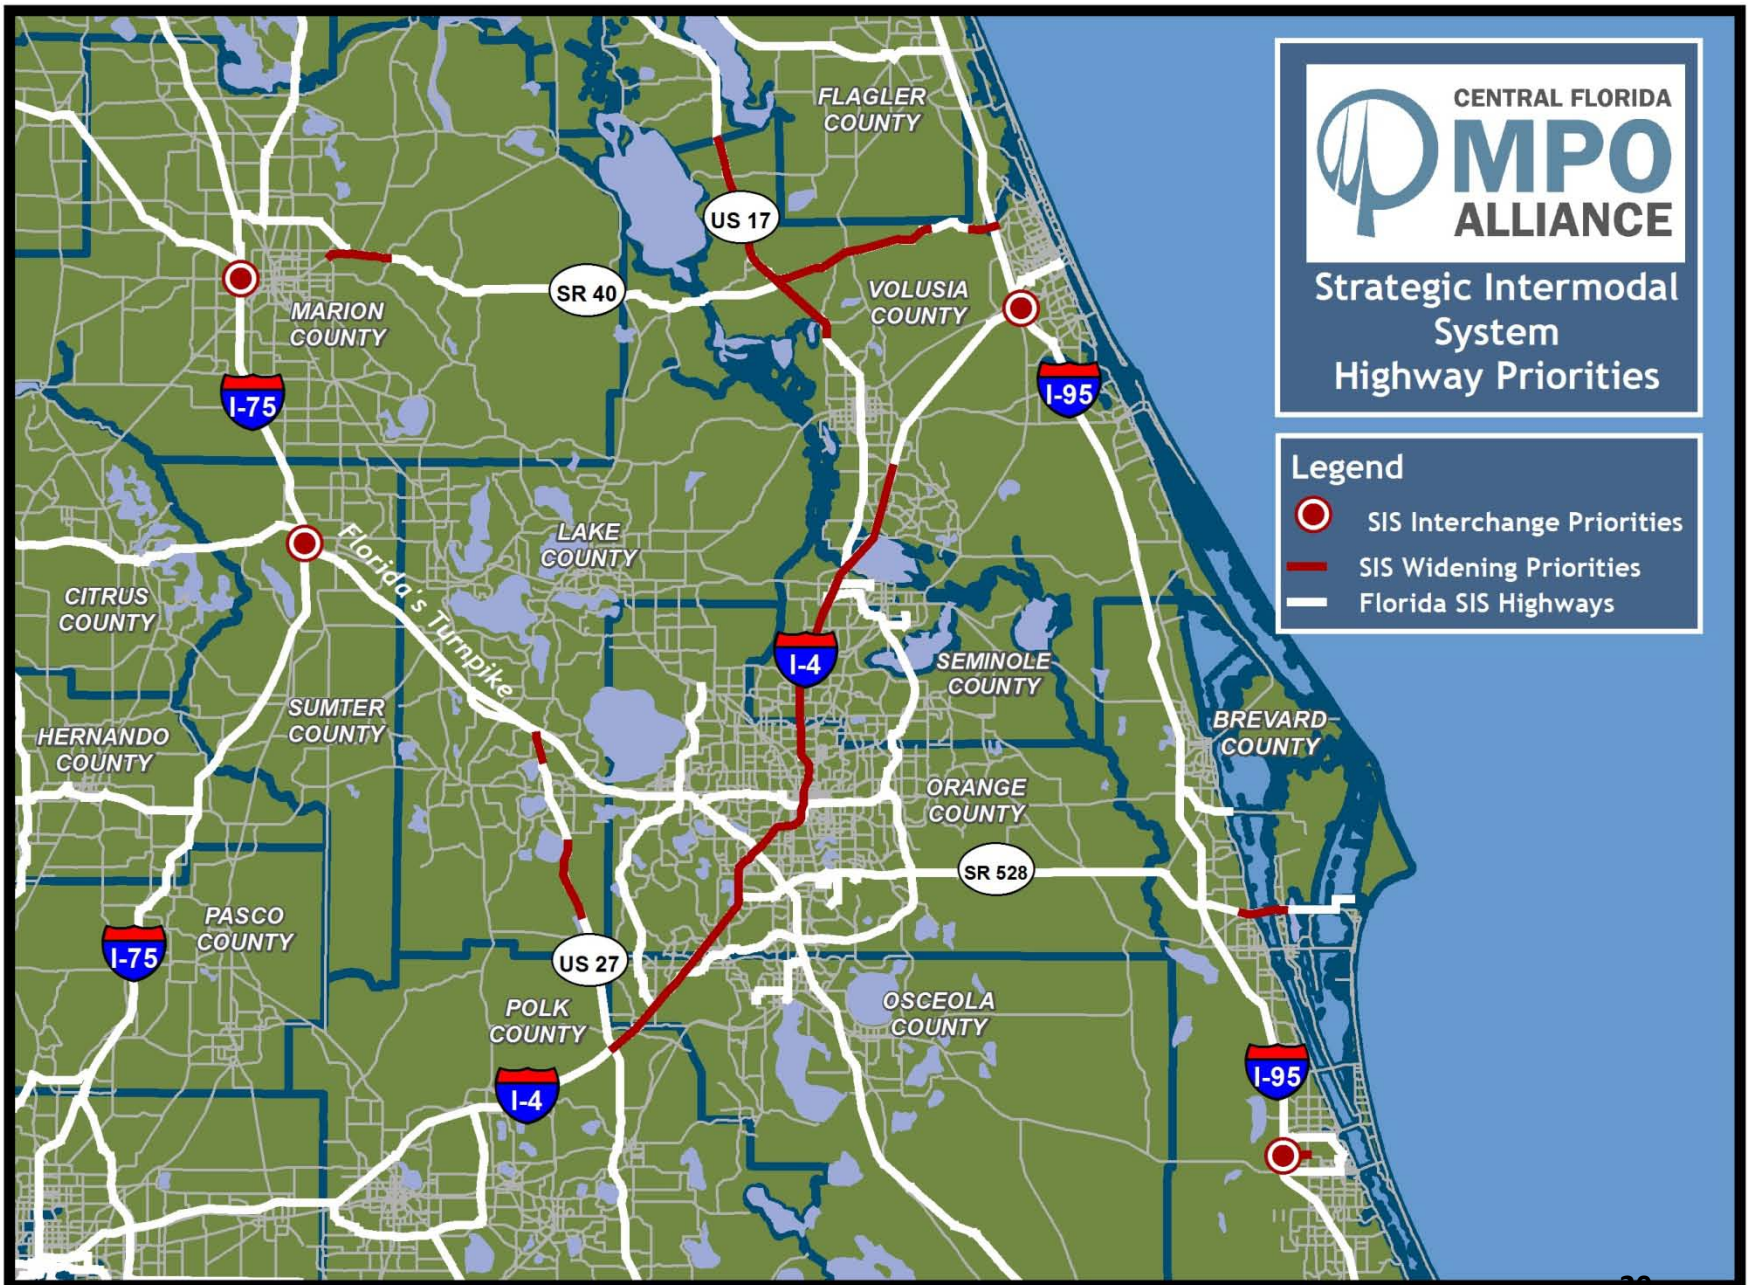 CENTRAL FLORIDA
MPO
ALLIANCE
Strategic Intermodal
System
Highway Priorities
Legend
SIS Interchange Priorities
SIS Widening Priorities
Florida SIS Highways
FLAGLER
COUNTY
US 17
SR 40
VOLUSIA
COUNTY
MARION
COUNTY
I-75
I-95
Florida's Turnpike
LAKE
COUNTY
CITRUS
COUNTY
I-4
SEMINOLE
COUNTY
SUMTER
COUNTY
HERNANDO
COUNTY
BREVARD
COUNTY
ORANGE
COUNTY
SR 528
PASCO
COUNTY
I-75
US 27
POLK
COUNTY
OSCEOLA
COUNTY
I-4
I-95